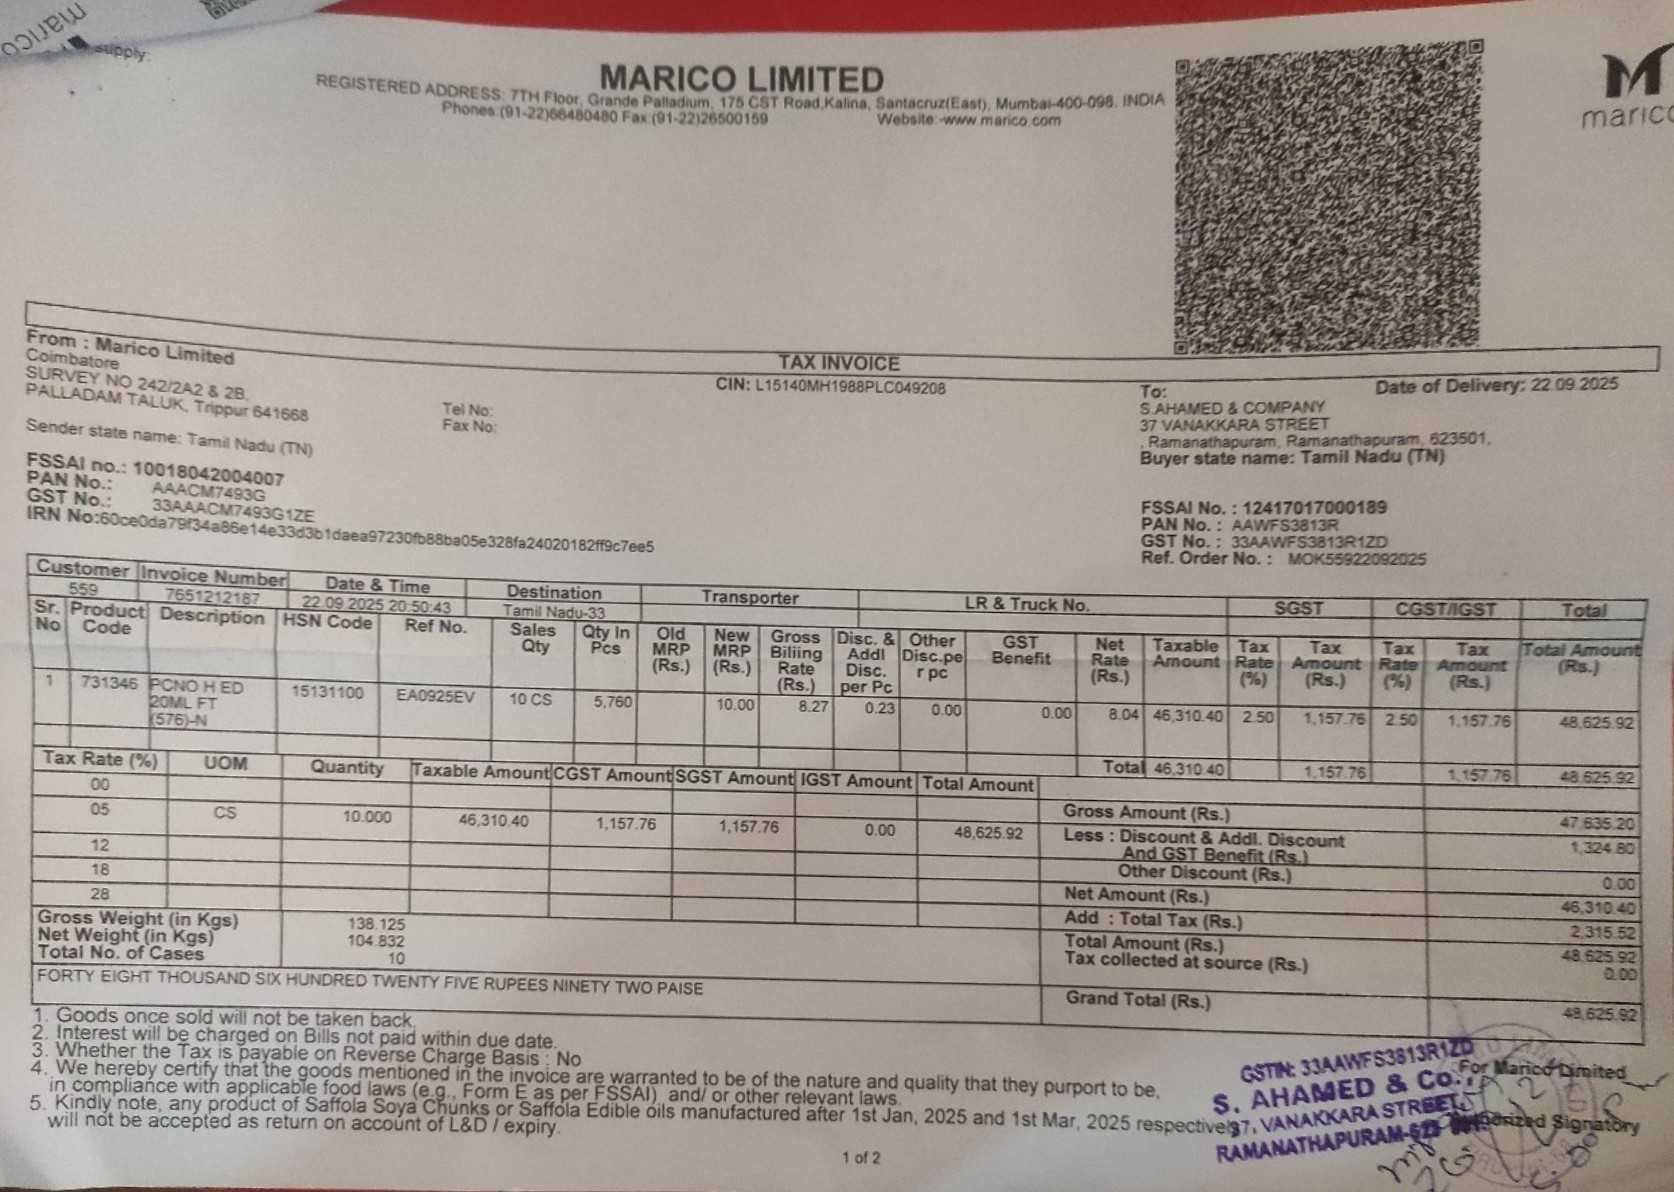 marico
supply:
MARICO LIMITED
REGISTERED ADDRESS: 7TH Floor, Grande Palladium, 175 CST Road,Kalina, Santacruz(East), Mumbai-400-098. INDIA
Phones:(91-22)66480480 Fax:(91-22)26500159 Website:-www.marico.com
marico
TAX INVOICE
CIN: L15140MH1988PLC049208
From : Marico Limited
Coimbatore
SURVEY NO 242/2A2 & 2B,
PALLADAM TALUK, Trippur 641668
Tel No:
Fax No:
Sender state name: Tamil Nadu (TN)
FSSAI no.: 10018042004007
PAN No.: AAACM7493G
GST No.: 33AAACM7493G1ZE
IRN No:60ce0da79f34a86e14e33d3b1daea97230fb88ba05e328fa24020182ff9c7ee5
To: Date of Delivery: 22.09.2025
S.AHAMED & COMPANY
37 VANAKKARA STREET
, Ramanathapuram, Ramanathapuram, 623501,
Buyer state name: Tamil Nadu (TN)
FSSAI No. : 12417017000189
PAN No. : AAWFS3813R
GST No. : 33AAWFS3813R1ZD
Ref. Order No. : MOK55922092025
Customer Invoice Number Date & Time Destination Transporter LR & Truck No. SGST CGST/IGST Total
559 7651212187 22.09.2025 20:50:43 Tamil Nadu-33
Sr. No Product Code Description HSN Code Ref No. Sales Qty Qty In Pcs Old MRP (Rs.) New MRP (Rs.) Gross Biliing Rate (Rs.) Disc. & Addl Disc. per Pc Other Disc.pe r pc GST Benefit Net Rate (Rs.) Taxable Amount Tax Rate (%) Tax Amount (Rs.) Tax Rate (%) Tax Amount (Rs.) Total Amount (Rs.)
1 731346 PCNO H ED 20ML FT (576)-N 15131100 EA0925EV 10 CS 5,760 10.00 8.27 0.23 0.00 0.00 8.04 46,310.40 2.50 1,157.76 2.50 1,157.76 48,625.92
Total 46,310.40 1,157.76 1,157.76 48,625.92
Tax Rate (%) UOM Quantity Taxable Amount CGST Amount SGST Amount IGST Amount Total Amount
00
05 CS 10.000 46,310.40 1,157.76 1,157.76 0.00 48,625.92
12
18
28
Gross Amount (Rs.) 47,635.20
Less : Discount & Addl. Discount 1,324.80
And GST Benefit (Rs.)
Other Discount (Rs.) 0.00
Net Amount (Rs.) 46,310.40
Add : Total Tax (Rs.) 2,315.52
Total Amount (Rs.) 48,625.92
Tax collected at source (Rs.) 0.00
Grand Total (Rs.) 48,625.92
Gross Weight (in Kgs) 138.125
Net Weight (in Kgs) 104.832
Total No. of Cases 10
FORTY EIGHT THOUSAND SIX HUNDRED TWENTY FIVE RUPEES NINETY TWO PAISE
1. Goods once sold will not be taken back.
2. Interest will be charged on Bills not paid within due date.
3. Whether the Tax is payable on Reverse Charge Basis : No
4. We hereby certify that the goods mentioned in the invoice are warranted to be of the nature and quality that they purport to be,
in compliance with applicable food laws (e.g., Form E as per FSSAI) and/ or other relevant laws.
5. Kindly note, any product of Saffola Soya Chunks or Saffola Edible oils manufactured after 1st Jan, 2025 and 1st Mar, 2025 respectively
will not be accepted as return on account of L&D / expiry.
For Marico Limited
Authorized Signatory
GSTIN: 33AAWFS3813R1ZD
S. AHAMED & Co.,
37, VANAKKARA STREET,
RAMANATHAPURAM-623
1 of 2